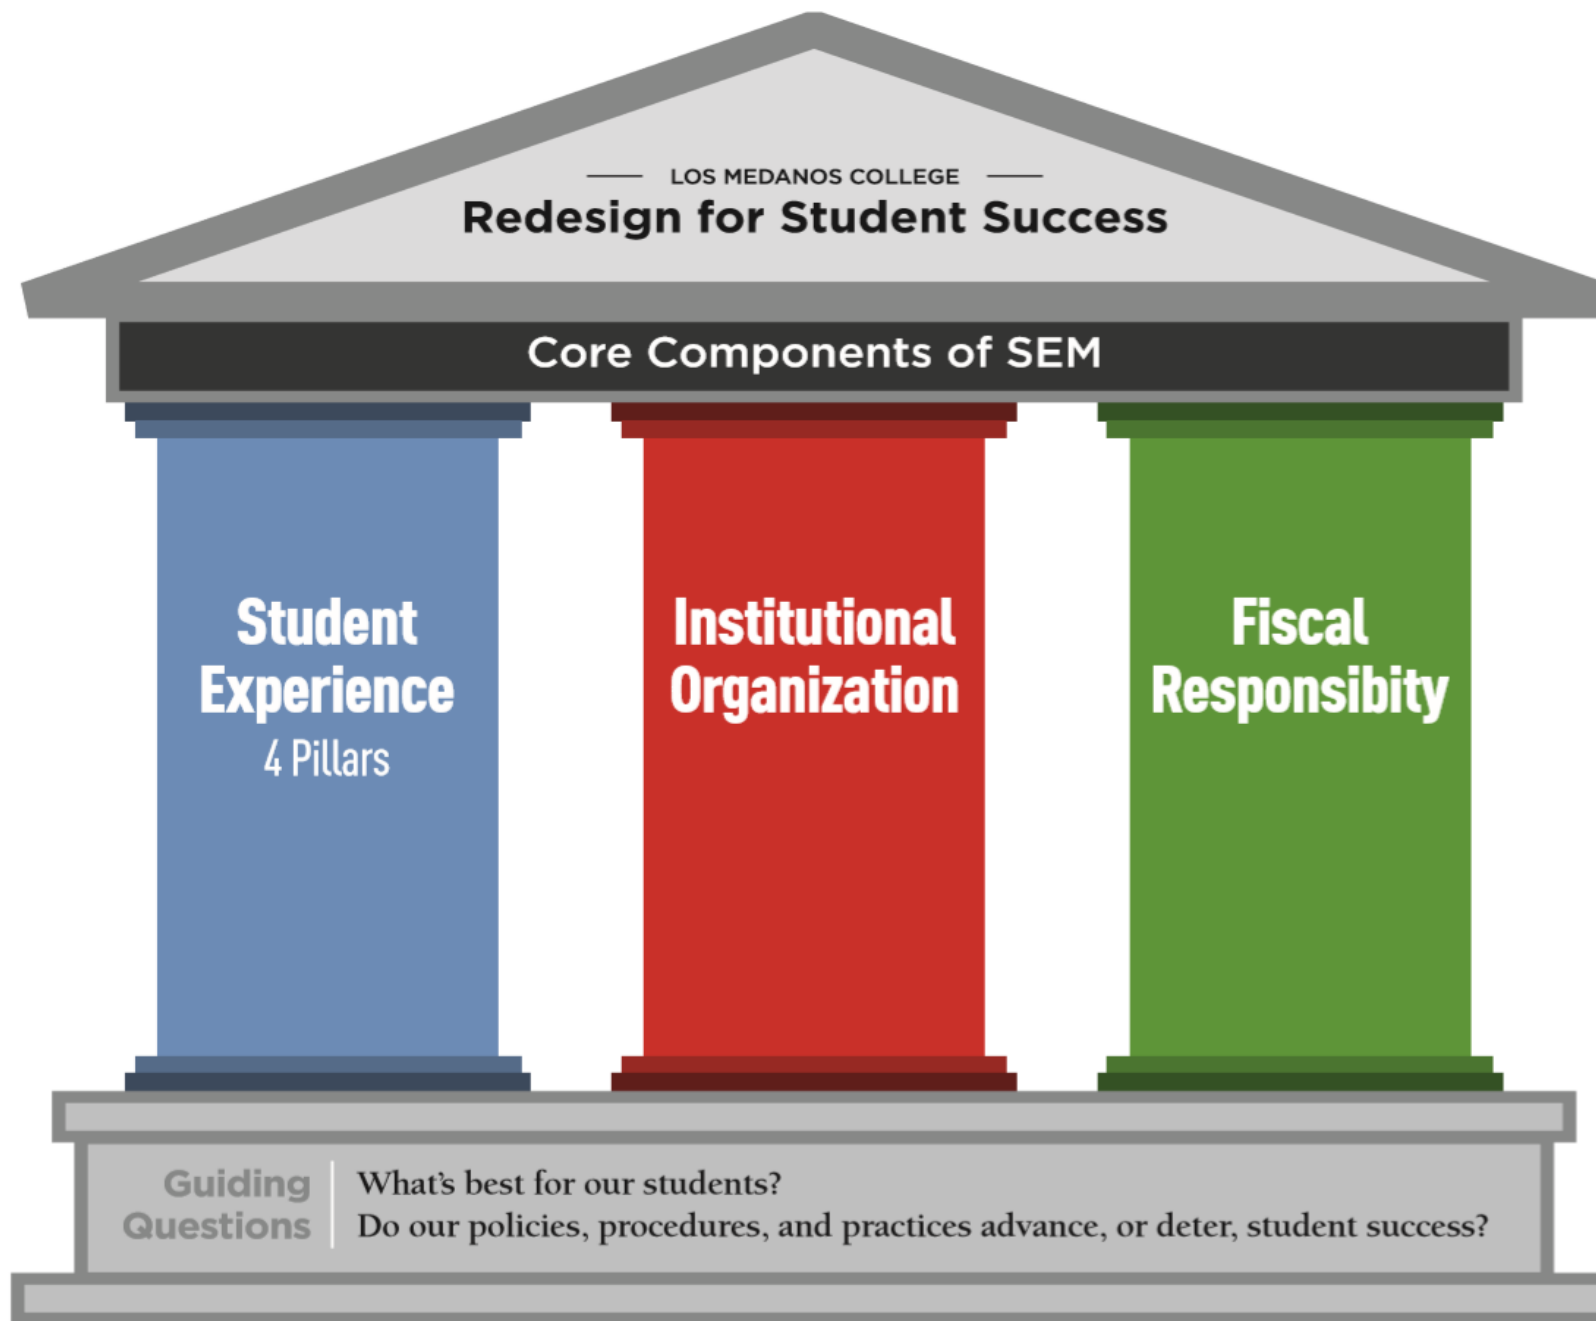 LOS MEDANOS COLLEGE
Redesign for Student Success
Core Components of SEM
Student
Experience
4 Pillars
Institutional
Organization
Fiscal
Responsibity
Guiding
Questions
What's best for our students?
Do our policies, procedures, and practices advance, or deter, student success?